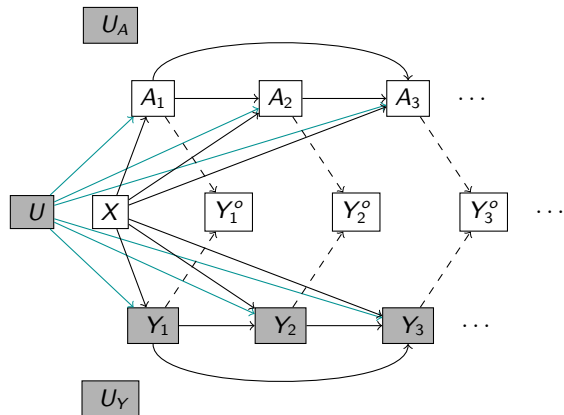 U_A
A_1 A_2 A_3 ...
U X Y_1^o Y_2^o Y_3^o ...
Y_1 Y_2 Y_3 ...
U_Y